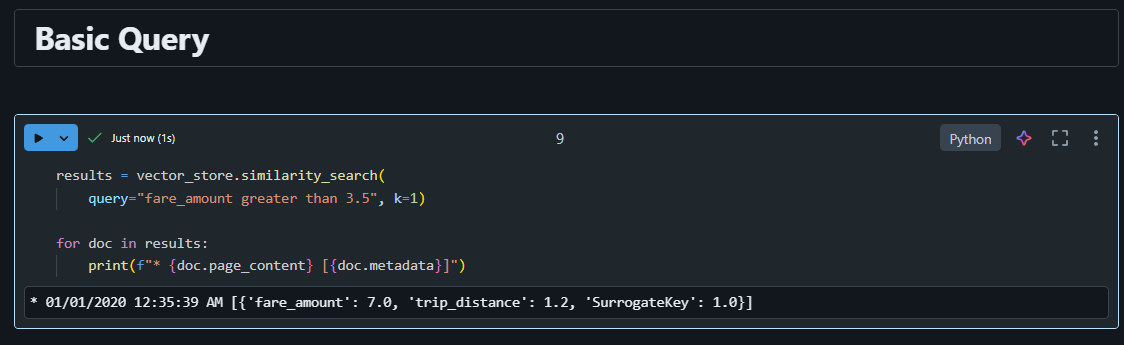 Basic Query
Just now (1s)
9
Python
results = vector_store.similarity_search(
query="fare_amount greater than 3.5", k=1)
for doc in results:
print(f"* {doc.page_content} [{doc.metadata}]")
* 01/01/2020 12:35:39 AM [{'fare_amount': 7.0, 'trip_distance': 1.2, 'SurrogateKey': 1.0}]